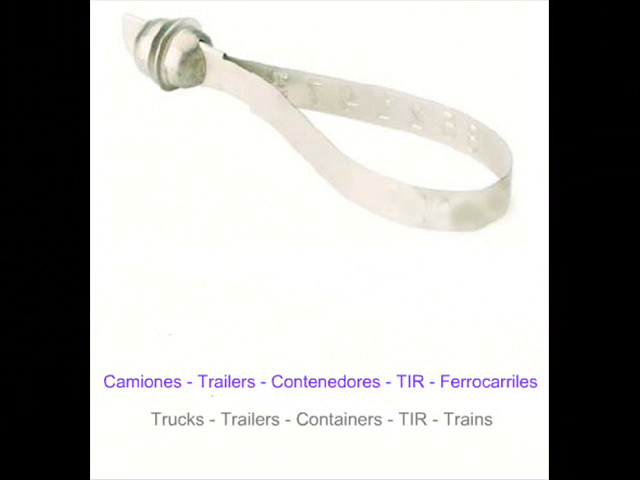 Camiones - Trailers - Contenedores - TIR - Ferrocarriles
Trucks - Trailers - Containers - TIR - Trains